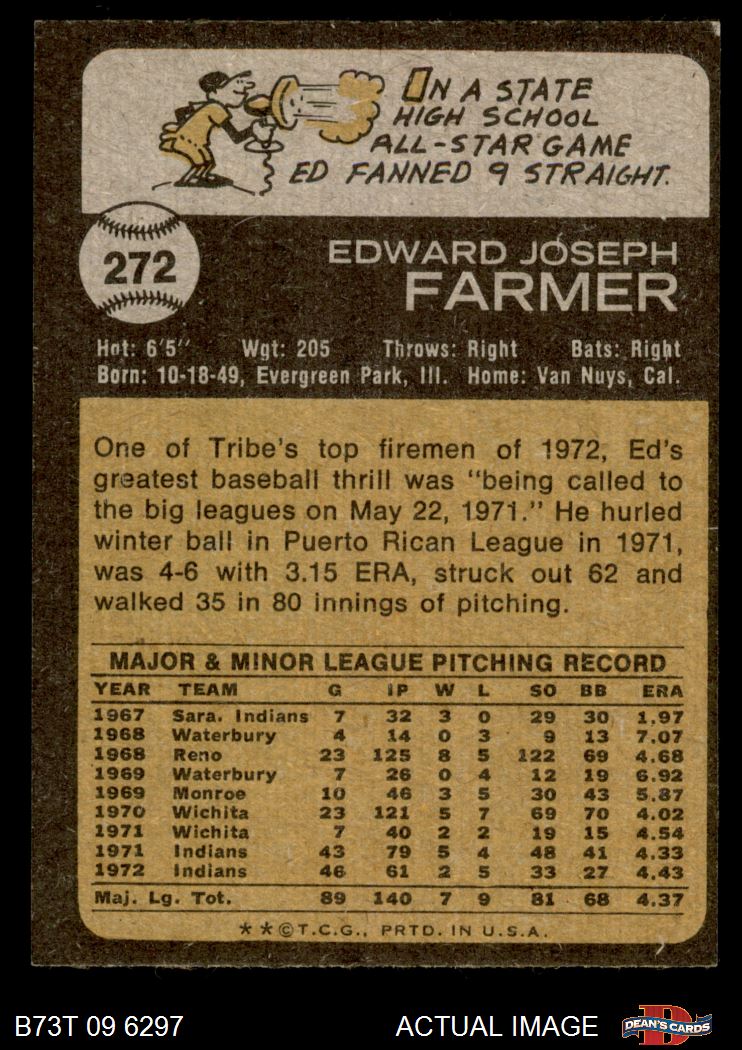 ON A STATE
HIGH SCHOOL
ALL-STAR GAME
ED FANNED 9 STRAIGHT.
272
EDWARD JOSEPH
FARMER
Hgt: 6'5" Wgt: 205 Throws: Right Bats: Right
Born: 10-18-49, Evergreen Park, Ill. Home: Van Nuys, Cal.
One of Tribe's top firemen of 1972, Ed's
greatest baseball thrill was "being called to
the big leagues on May 22, 1971." He hurled
winter ball in Puerto Rican League in 1971,
was 4-6 with 3.15 ERA, struck out 62 and
walked 35 in 80 innings of pitching.
MAJOR & MINOR LEAGUE PITCHING RECORD
YEAR TEAM G IP W L SO BB ERA
1967 Sara. Indians 7 32 3 0 29 30 1.97
1968 Waterbury 4 14 0 3 9 13 7.07
1968 Reno 23 125 8 5 122 69 4.68
1969 Waterbury 7 26 0 4 12 19 6.92
1969 Monroe 10 46 3 5 30 43 5.87
1970 Wichita 23 121 5 7 69 70 4.02
1971 Wichita 7 40 2 2 19 15 4.54
1971 Indians 43 79 5 4 48 41 4.33
1972 Indians 46 61 2 5 33 27 4.43
Maj. Lg. Tot. 89 140 7 9 81 68 4.37
**©T.C.G., PRTD. IN U.S.A.
B73T 09 6297 ACTUAL IMAGE D DEAN'S CARDS